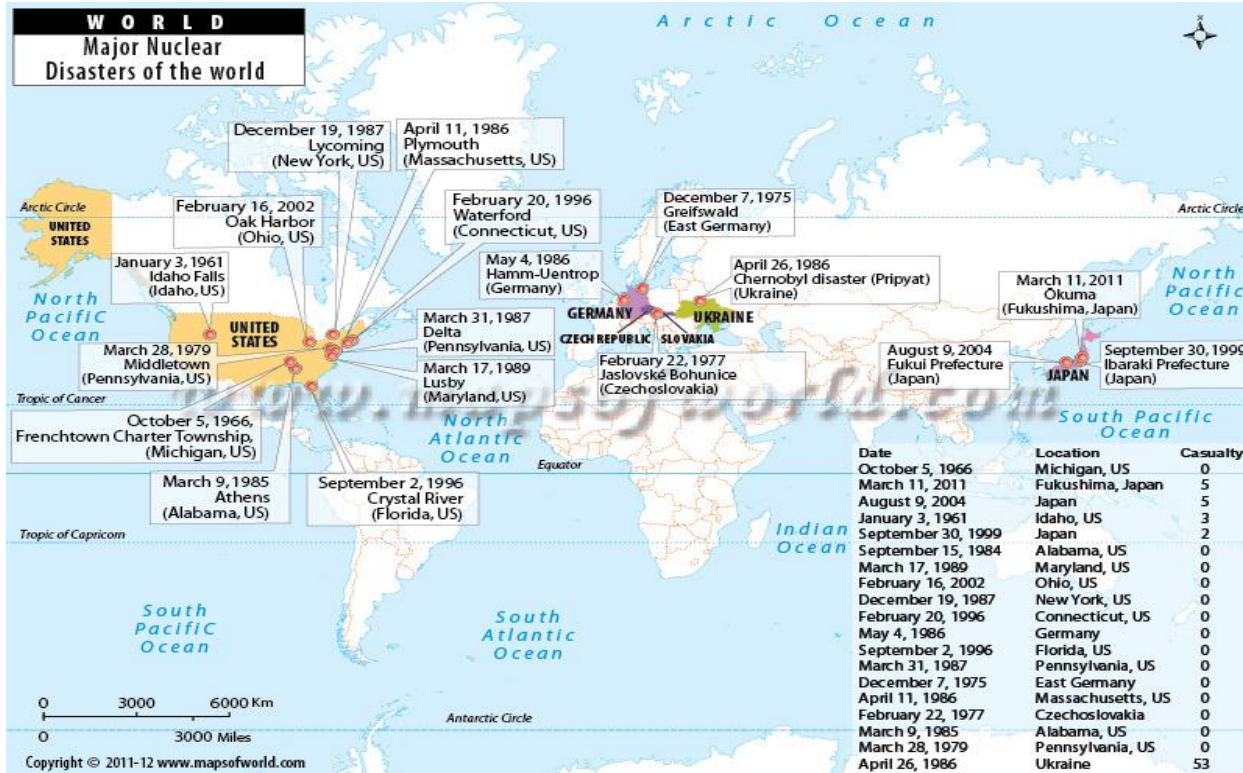 WORLD
Major Nuclear
Disasters of the world
Arctic Ocean
December 19, 1987
Lycoming
(New York, US)
April 11, 1986
Plymouth
(Massachusetts, US)
February 16, 2002
Oak Harbor
(Ohio, US)
February 20, 1996
Waterford
(Connecticut, US)
December 7, 1975
Greifswald
(East Germany)
Arctic Circle
Arctic Circle
UNITED
STATES
January 3, 1961
Idaho Falls
(Idaho, US)
May 4, 1986
Hamm-Uentrop
(Germany)
April 26, 1986
Chernobyl disaster (Pripyat)
(Ukraine)
March 11, 2011
Ökuma
(Fukushima, Japan)
North
Pacific
Ocean
North
Pacific
Ocean
UNITED
STATES
GERMANY
UKRAINE
CZECH REPUBLIC
SLOVAKIA
March 31, 1987
Delta
(Pennsylvania, US)
March 28, 1979
Middletown
(Pennsylvania, US)
March 17, 1989
Lusby
(Maryland, US)
February 22, 1977
Jaslovské Bohunice
(Czechoslovakia)
August 9, 2004
Fukui Prefecture
(Japan)
JAPAN
September 30, 1999
Ibaraki Prefecture
(Japan)
Tropic of Cancer
www.mapsofworld.com
October 5, 1966,
Frenchtown Charter Township,
(Michigan, US)
North
Atlantic
Ocean
South Pacific
Ocean
Equator
March 9, 1985
Athens
(Alabama, US)
September 2, 1996
Crystal River
(Florida, US)
Tropic of Capricorn
Indian
Ocean
South
PacifiC
Ocean
South
Atlantic
Ocean
Date Location Casualty
October 5, 1966 Michigan, US 0
March 11, 2011 Fukushima, Japan 5
August 9, 2004 Japan 5
January 3, 1961 Idaho, US 3
September 30, 1999 Japan 2
September 15, 1984 Alabama, US 0
March 17, 1989 Maryland, US 0
February 16, 2002 Ohio, US 0
December 19, 1987 New York, US 0
February 20, 1996 Connecticut, US 0
May 4, 1986 Germany 0
September 2, 1996 Florida, US 0
March 31, 1987 Pennsylvania, US 0
December 7, 1975 East Germany 0
April 11, 1986 Massachusetts, US 0
February 22, 1977 Czechoslovakia 0
March 9, 1985 Alabama, US 0
March 28, 1979 Pennsylvania, US 0
April 26, 1986 Ukraine 53
0 3000 6000 Km
0 3000 Miles
Antarctic Circle
Copyright © 2011-12 www.mapsofworld.com